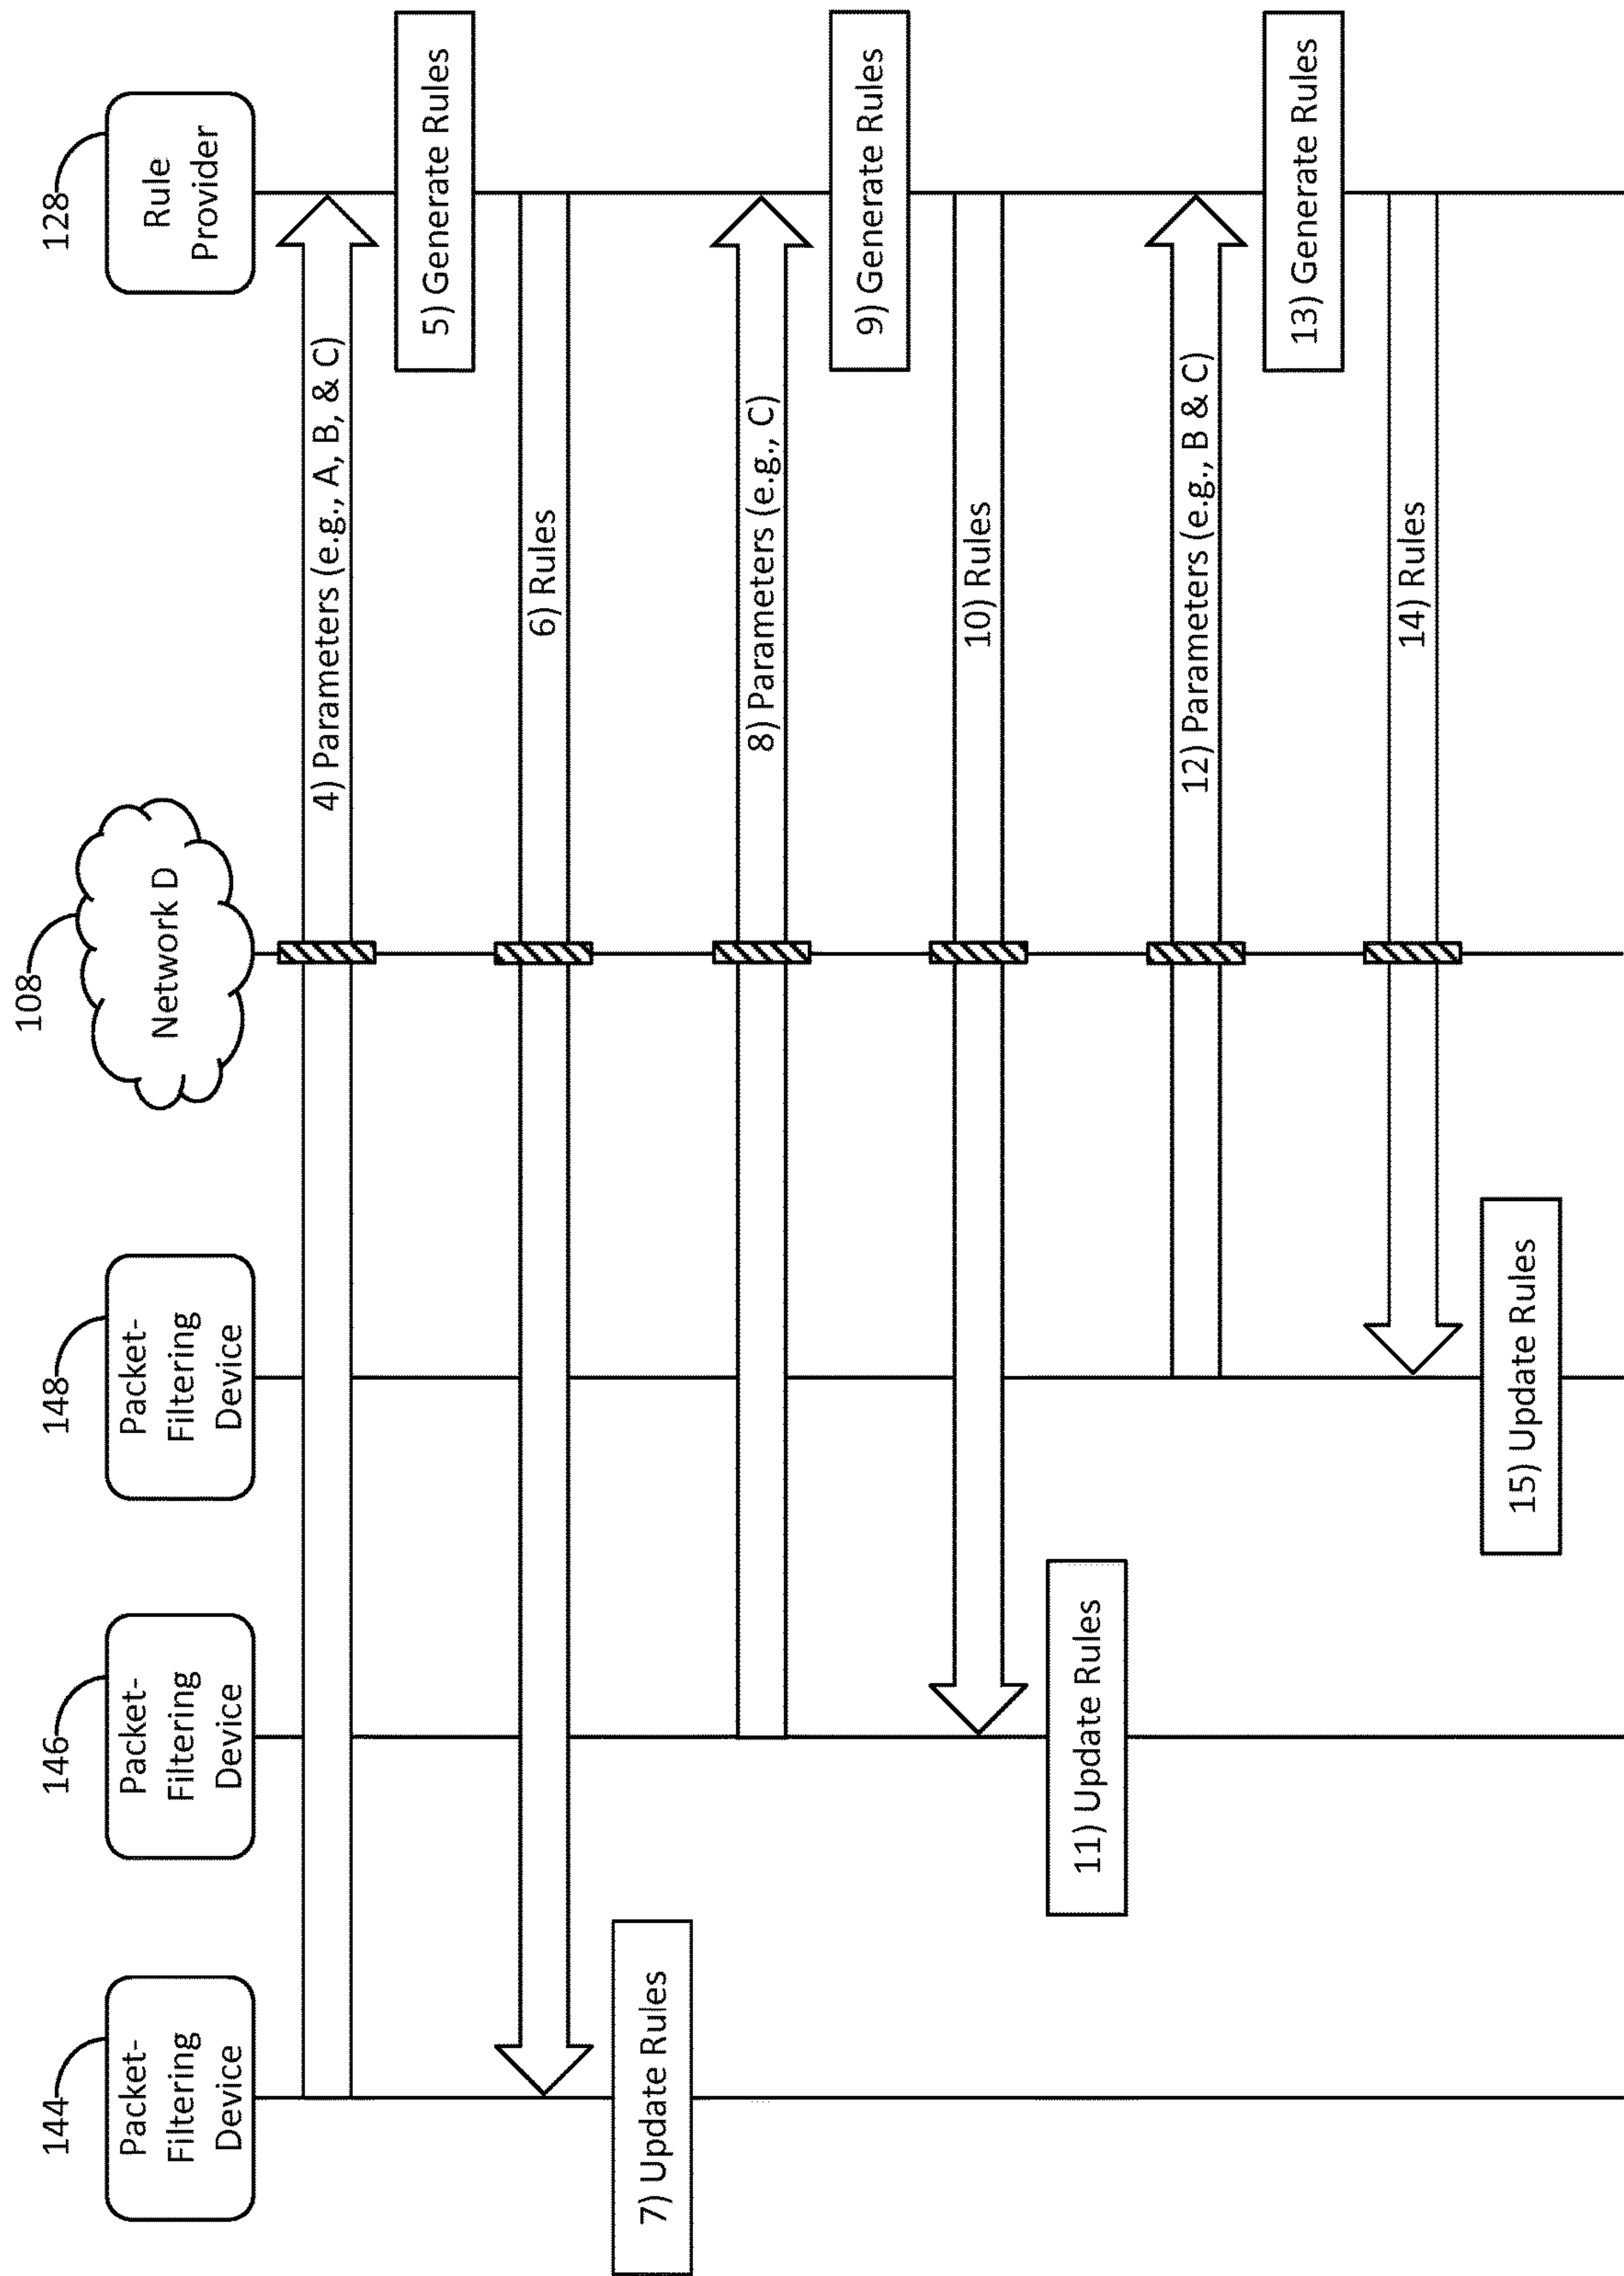 144
146
148
108
128
Packet-
Filtering
Device
Packet-
Filtering
Device
Packet-
Filtering
Device
Network D
Rule
Provider
4) Parameters (e.g., A, B, & C)
5) Generate Rules
6) Rules
7) Update Rules
8) Parameters (e.g., C)
9) Generate Rules
10) Rules
11) Update Rules
12) Parameters (e.g., B & C)
13) Generate Rules
14) Rules
15) Update Rules